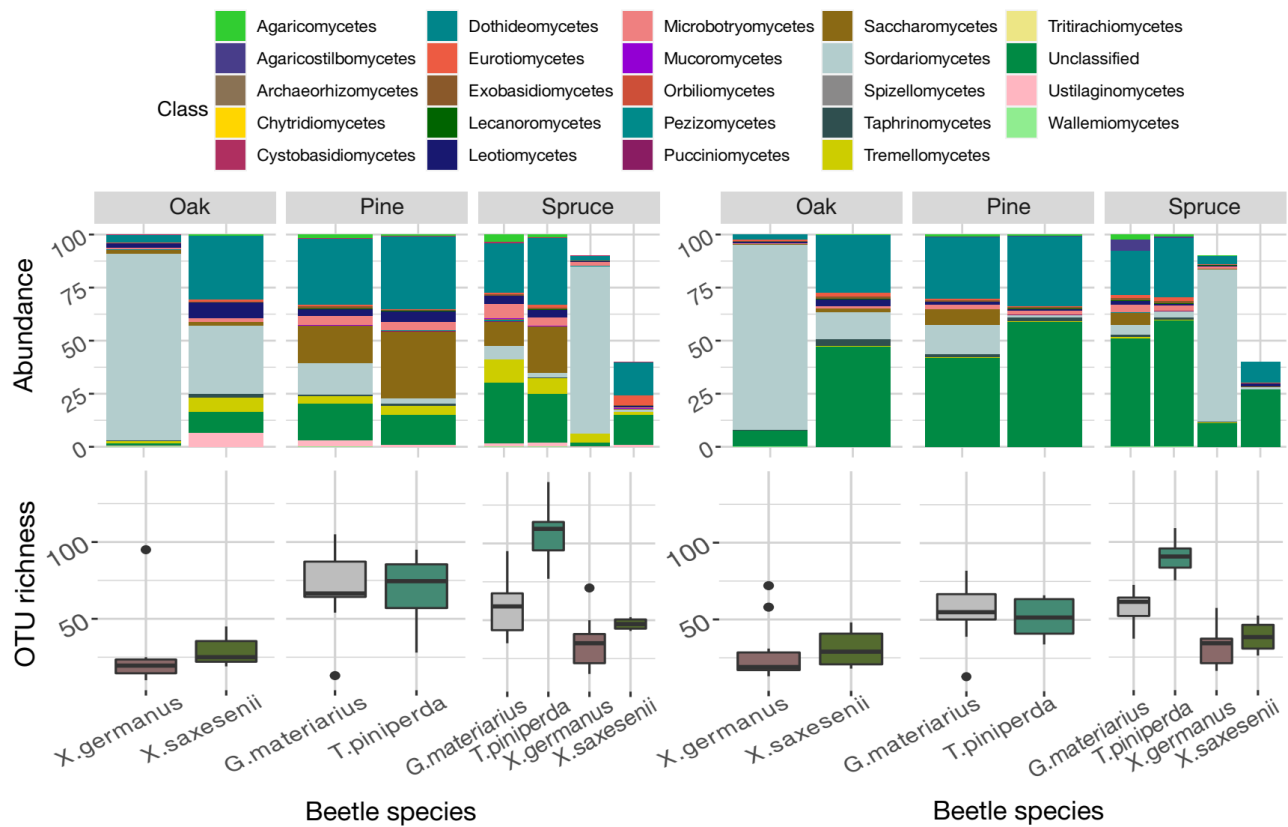 Class
Agaricomycetes
Agaricostilbomycetes
Archaeorhizomycetes
Chytridiomycetes
Cystobasidiomycetes
Dothideomycetes
Eurotiomycetes
Exobasidiomycetes
Lecanoromycetes
Leotiomycetes
Microbotryomycetes
Mucoromycetes
Orbiliomycetes
Pezizomycetes
Pucciniomycetes
Saccharomycetes
Sordariomycetes
Spizellomycetes
Taphrinomycetes
Tremellomycetes
Tritirachiomycetes
Unclassified
Ustilaginomycetes
Wallemiomycetes
Oak Pine Spruce Oak Pine Spruce
Abundance
100
75
50
25
0
100
75
50
25
0
OTU richness
100
50
100
50
X.germanus
X.saxesenii
G.materiarius
T.piniperda
G.materiarius
T.piniperda
X.germanus
X.saxesenii
X.germanus
X.saxesenii
G.materiarius
T.piniperda
G.materiarius
T.piniperda
X.germanus
X.saxesenii
Beetle species
Beetle species